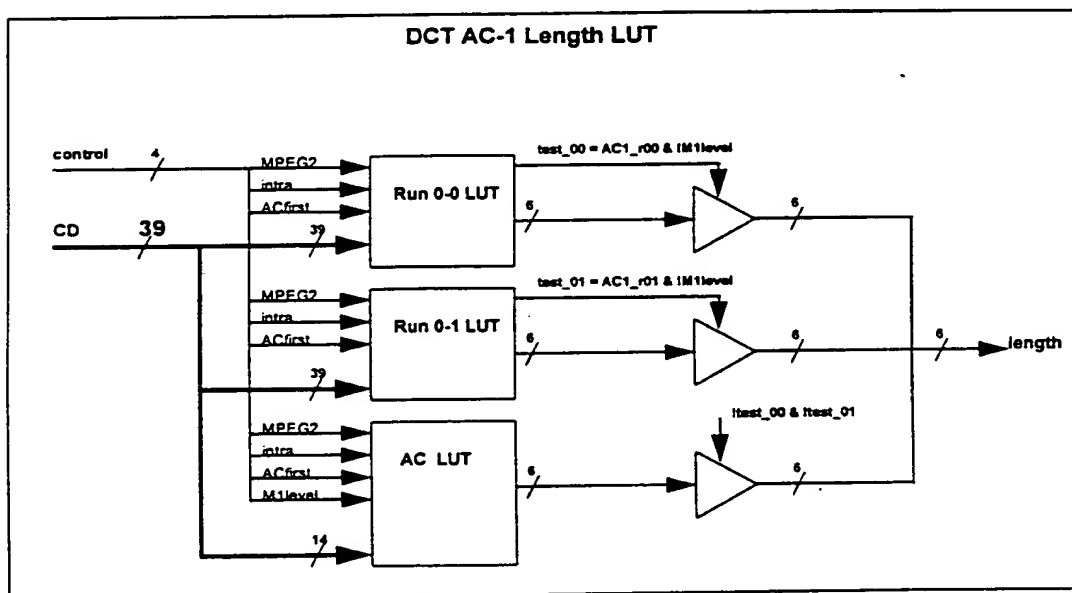 DCT AC-1 Length LUT
control
4
MPEG2
intra
ACfirst
Run 0-0 LUT
test_00 = AC1_r00 & !M1level
6
6
CD
39
39
MPEG2
intra
ACfirst
Run 0-1 LUT
test_01 = AC1_r01 & !M1level
6
6
6
length
39
MPEG2
intra
ACfirst
M1level
AC LUT
!test_00 & !test_01
6
6
14